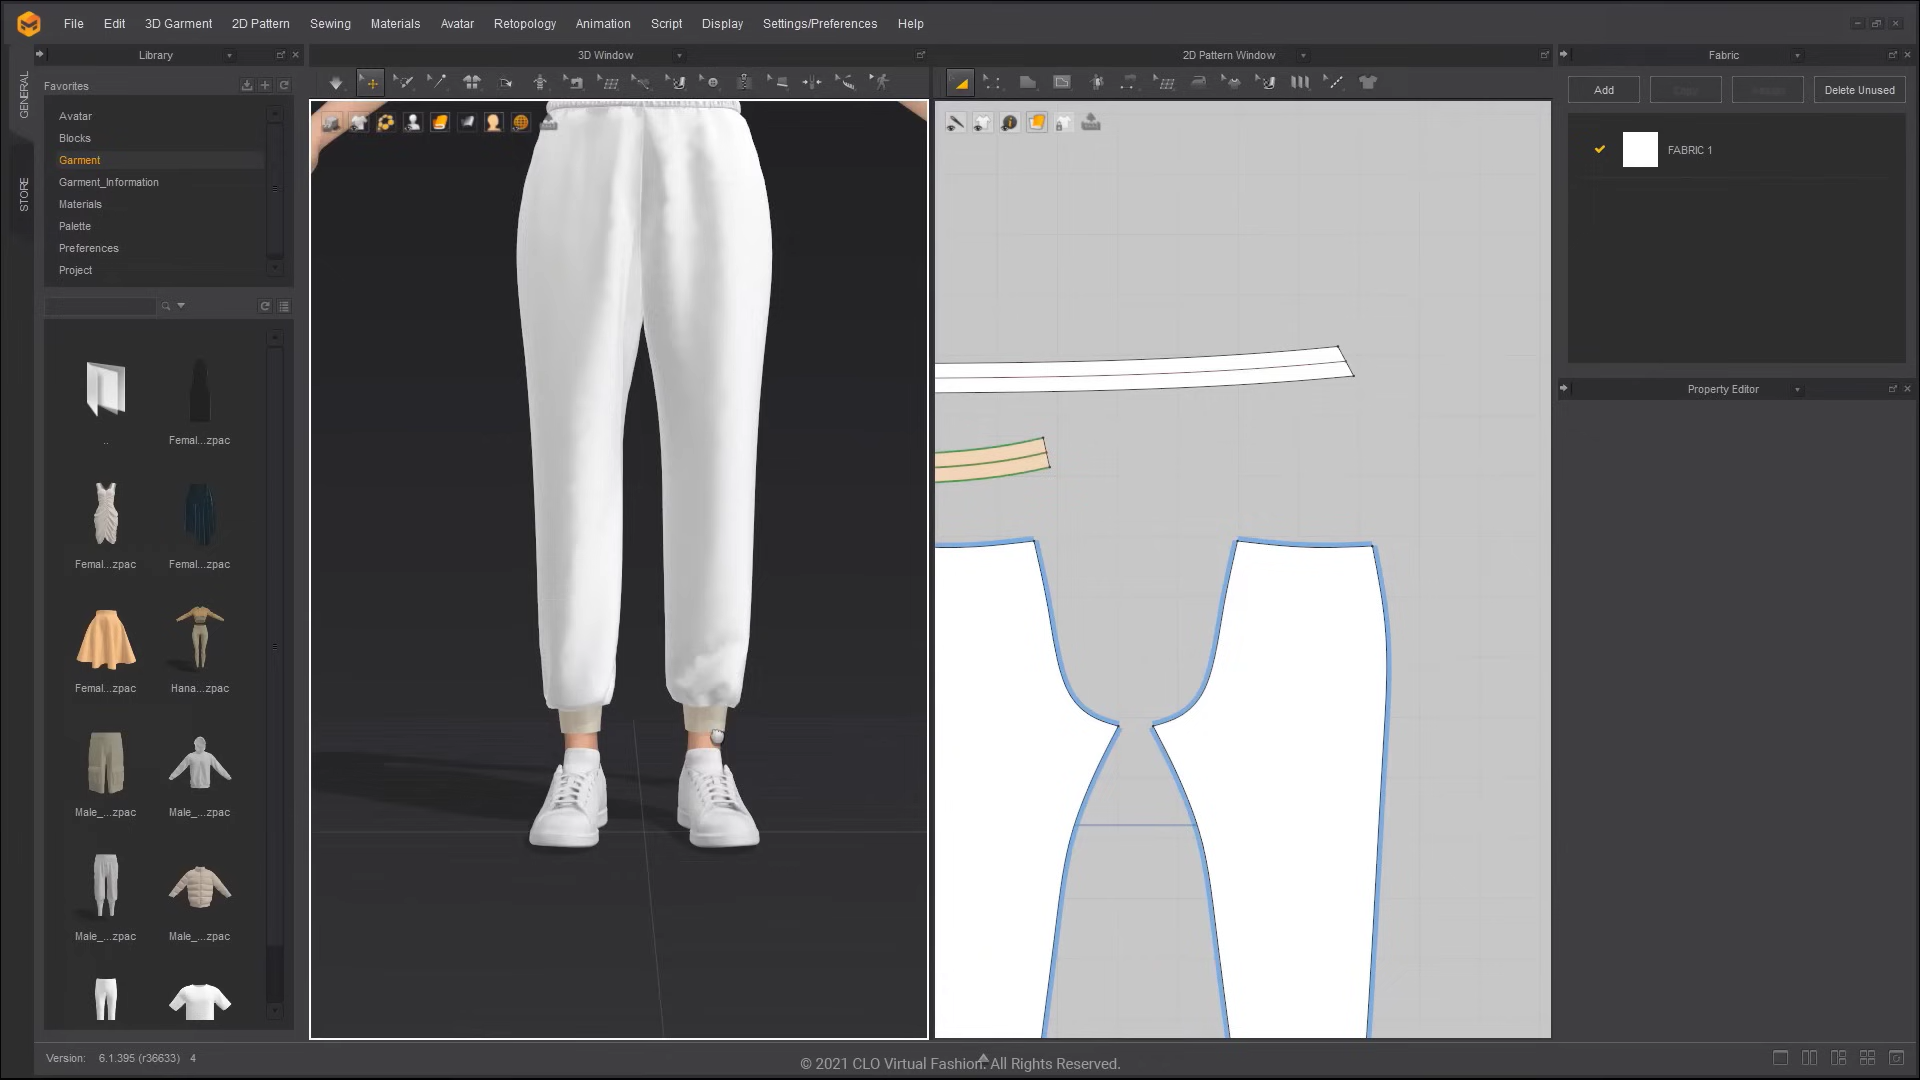 File Edit 3D Garment 2D Pattern Sewing Materials Avatar Retopology Animation Script Display Settings/Preferences Help
Library
3D Window
2D Pattern Window
Fabric
GENERAL
STORE
Favorites
Avatar
Blocks
Garment
Garment_Information
Materials
Palette
Preferences
Project
..
Femal...zpac
Femal...zpac
Femal...zpac
Femal...zpac
Hana...zpac
Male_...zpac
Male_...zpac
Male_...zpac
Male_...zpac
Add
Delete Unused
FABRIC 1
Property Editor
Version: 6.1.395 (r36633) 4
© 2021 CLO Virtual Fashion. All Rights Reserved.